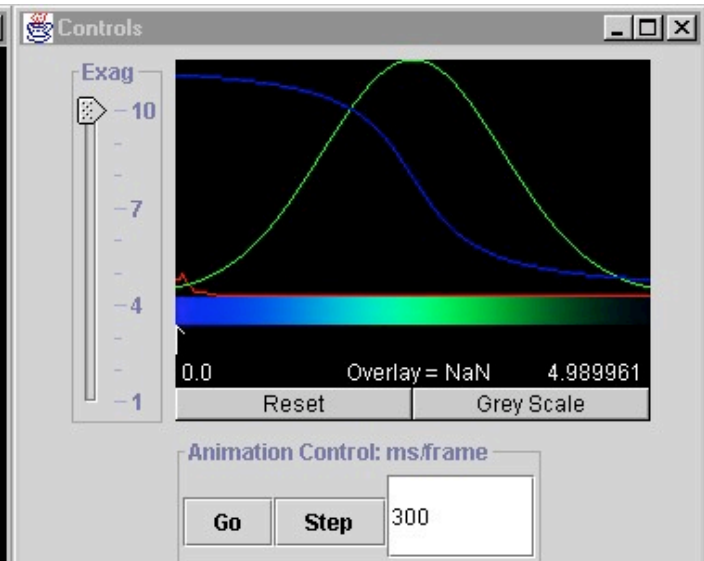 Controls
Exag
10
7
4
1
0.0 Overlay = NaN 4.989961
Reset Grey Scale
Animation Control: ms/frame
Go Step 300